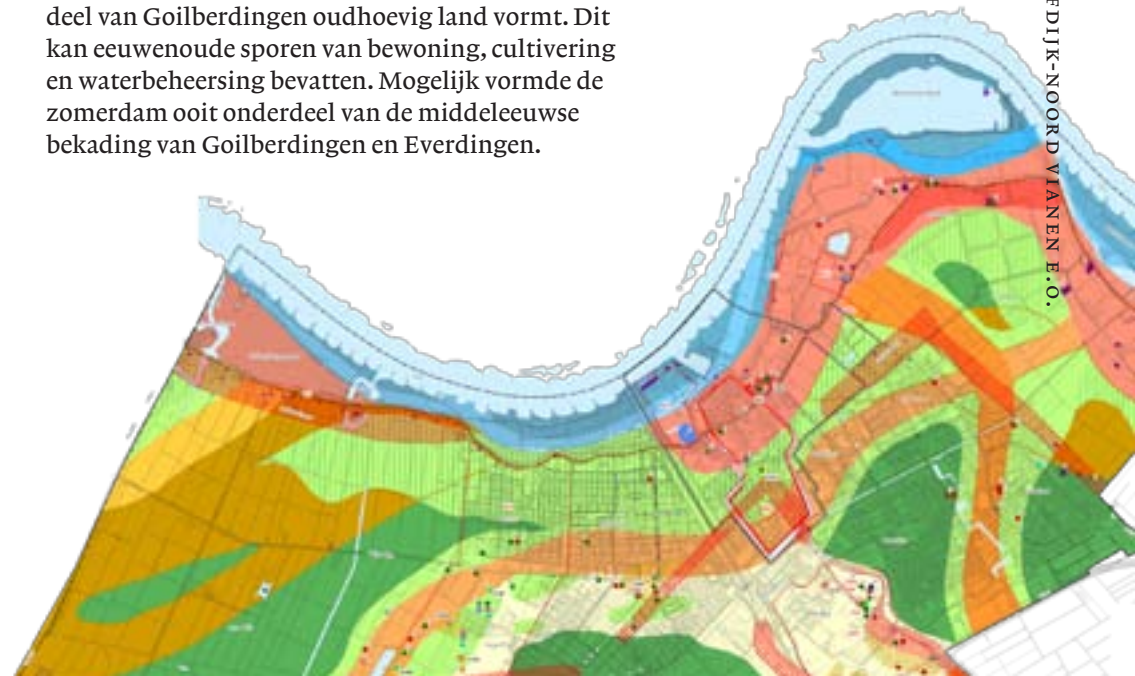 deel van Goilberdingen oudhoevig land vormt. Dit
kan eeuwenoude sporen van bewoning, cultivering
en waterbeheersing bevatten. Mogelijk vormde de
zomerdam ooit onderdeel van de middeleeuwse
bekading van Goilberdingen en Everdingen.
FDIJK-NOORD VIANEN E.O.